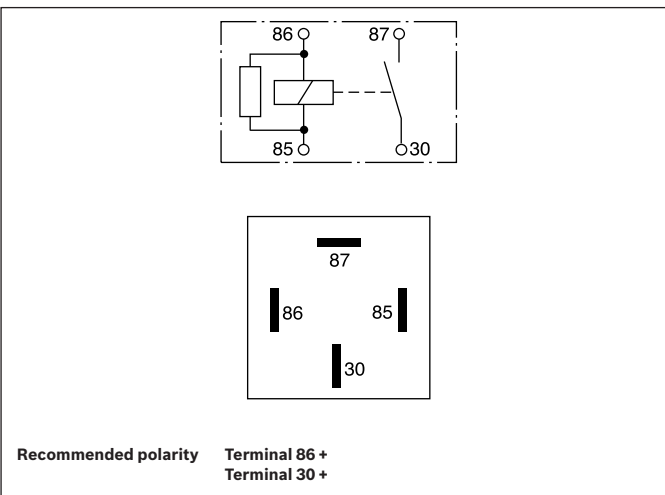 86 87
85 30
87
86 85
30
Recommended polarity Terminal 86 +
Terminal 30 +